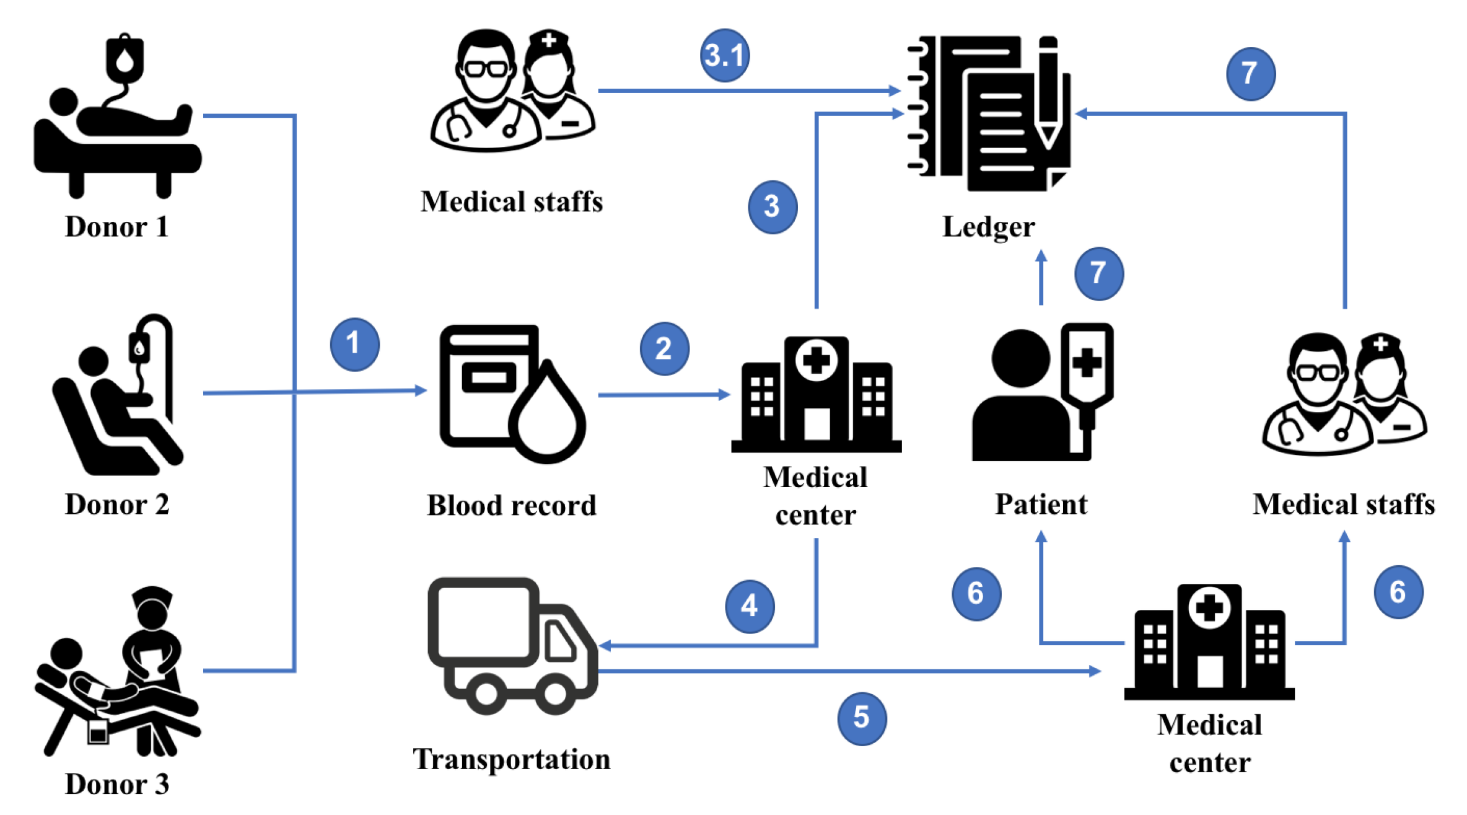 3.1
7
Medical staffs
Donor 1
3
Ledger
7
1
2
Donor 2
Blood record
Medical
center
Patient
Medical staffs
4
6
6
5
Transportation
Medical
center
Donor 3